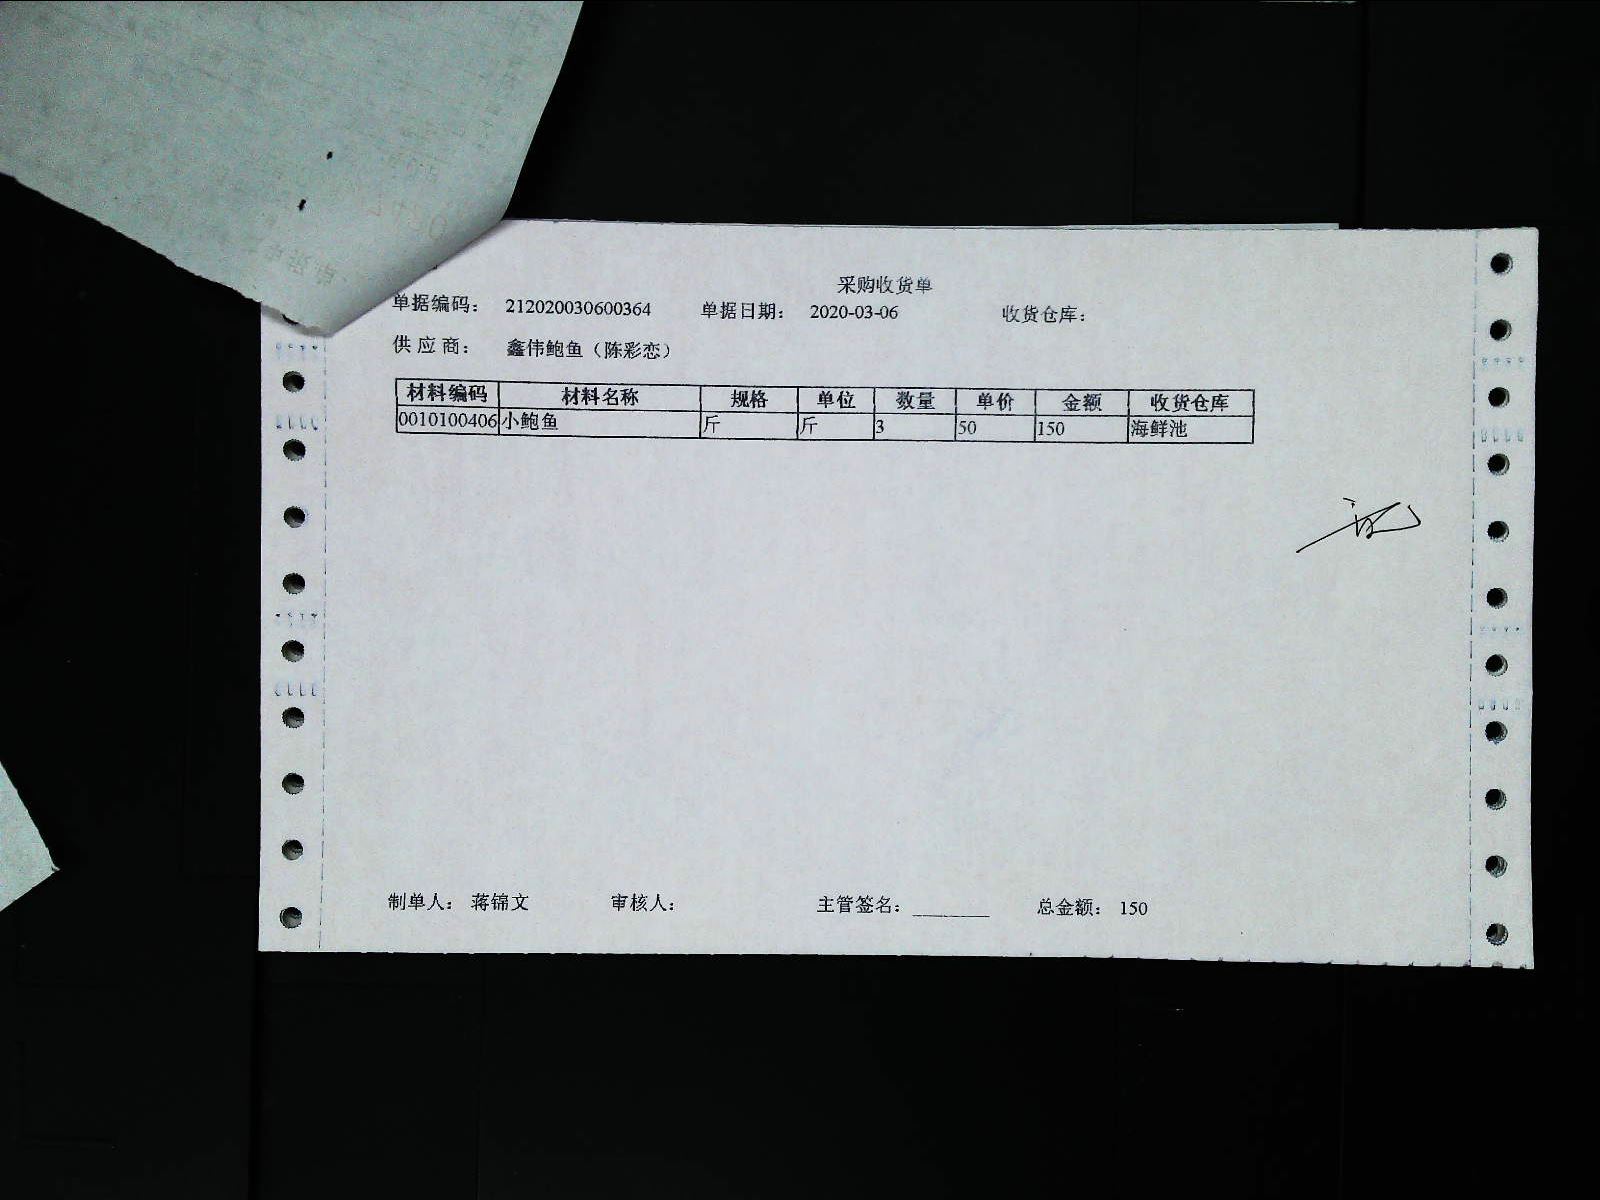 采购收货单
单据编码： 212020030600364 单据日期： 2020-03-06 收货仓库：
供 应 商： 鑫伟鲍鱼（陈彩恋）
材料编码 材料名称 规格 单位 数量 单价 金额 收货仓库
0010100406 小鲍鱼 斤 斤 3 50 150 海鲜池
制单人： 蒋锦文 审核人： 主管签名： ________ 总金额： 150